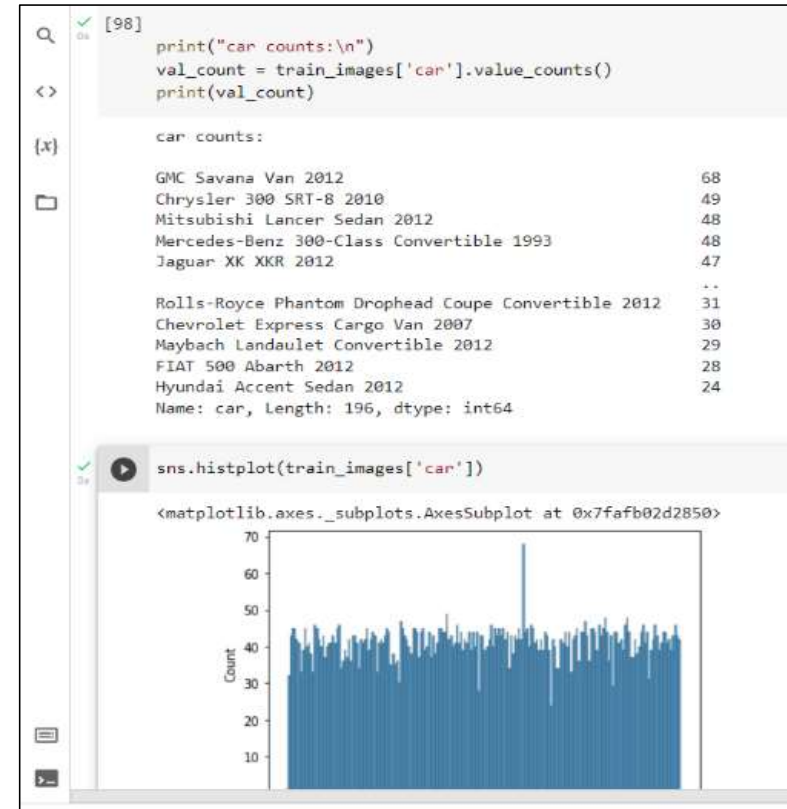 [98]
print("car counts:\n")
val_count = train_images['car'].value_counts()
print(val_count)
{x}
car counts:
GMC Savana Van 2012 68
Chrysler 300 SRT-8 2010 49
Mitsubishi Lancer Sedan 2012 48
Mercedes-Benz 300-Class Convertible 1993 48
Jaguar XK XKR 2012 47
..
Rolls-Royce Phantom Drophead Coupe Convertible 2012 31
Chevrolet Express Cargo Van 2007 30
Maybach Landaulet Convertible 2012 29
FIAT 500 Abarth 2012 28
Hyundai Accent Sedan 2012 24
Name: car, Length: 196, dtype: int64
sns.histplot(train_images['car'])
<matplotlib.axes._subplots.AxesSubplot at 0x7fafb02d2850>
70
60
50
40
30
20
10
Count